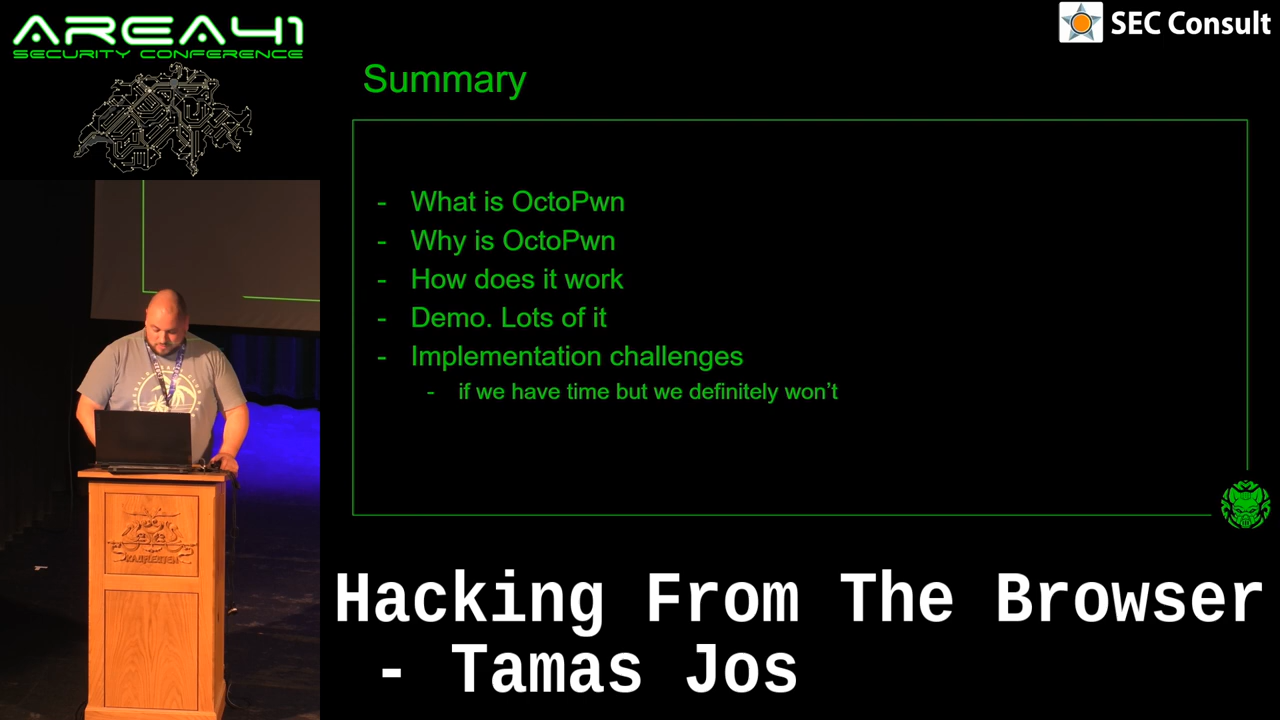 AREA41
SECURITY CONFERENCE
SEC Consult
Summary
- What is OctoPwn
- Why is OctoPwn
- How does it work
- Demo. Lots of it
- Implementation challenges
- if we have time but we definitely won't
Hacking From The Browser
- Tamas Jos